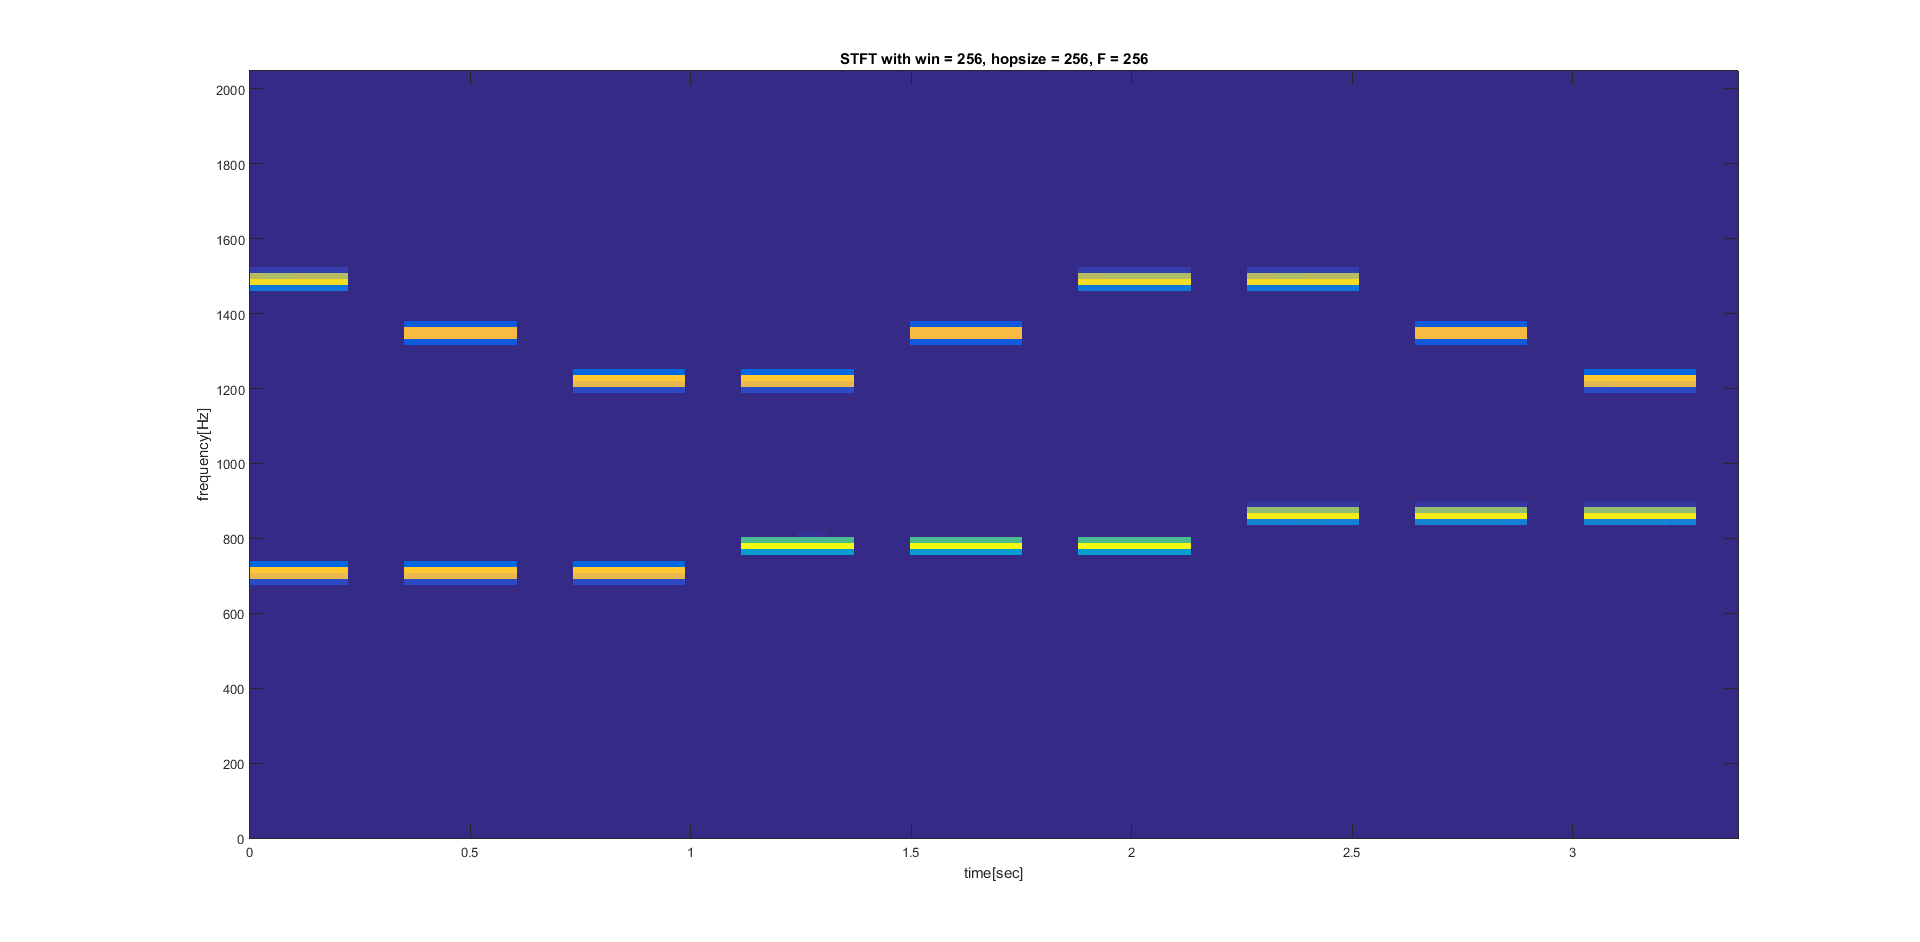 STFT with win = 256, hopsize = 256, F = 256
2000
1800
1600
1400
1200
1000
800
600
400
200
0
frequency[Hz]
0 0.5 1 1.5 2 2.5 3
time[sec]